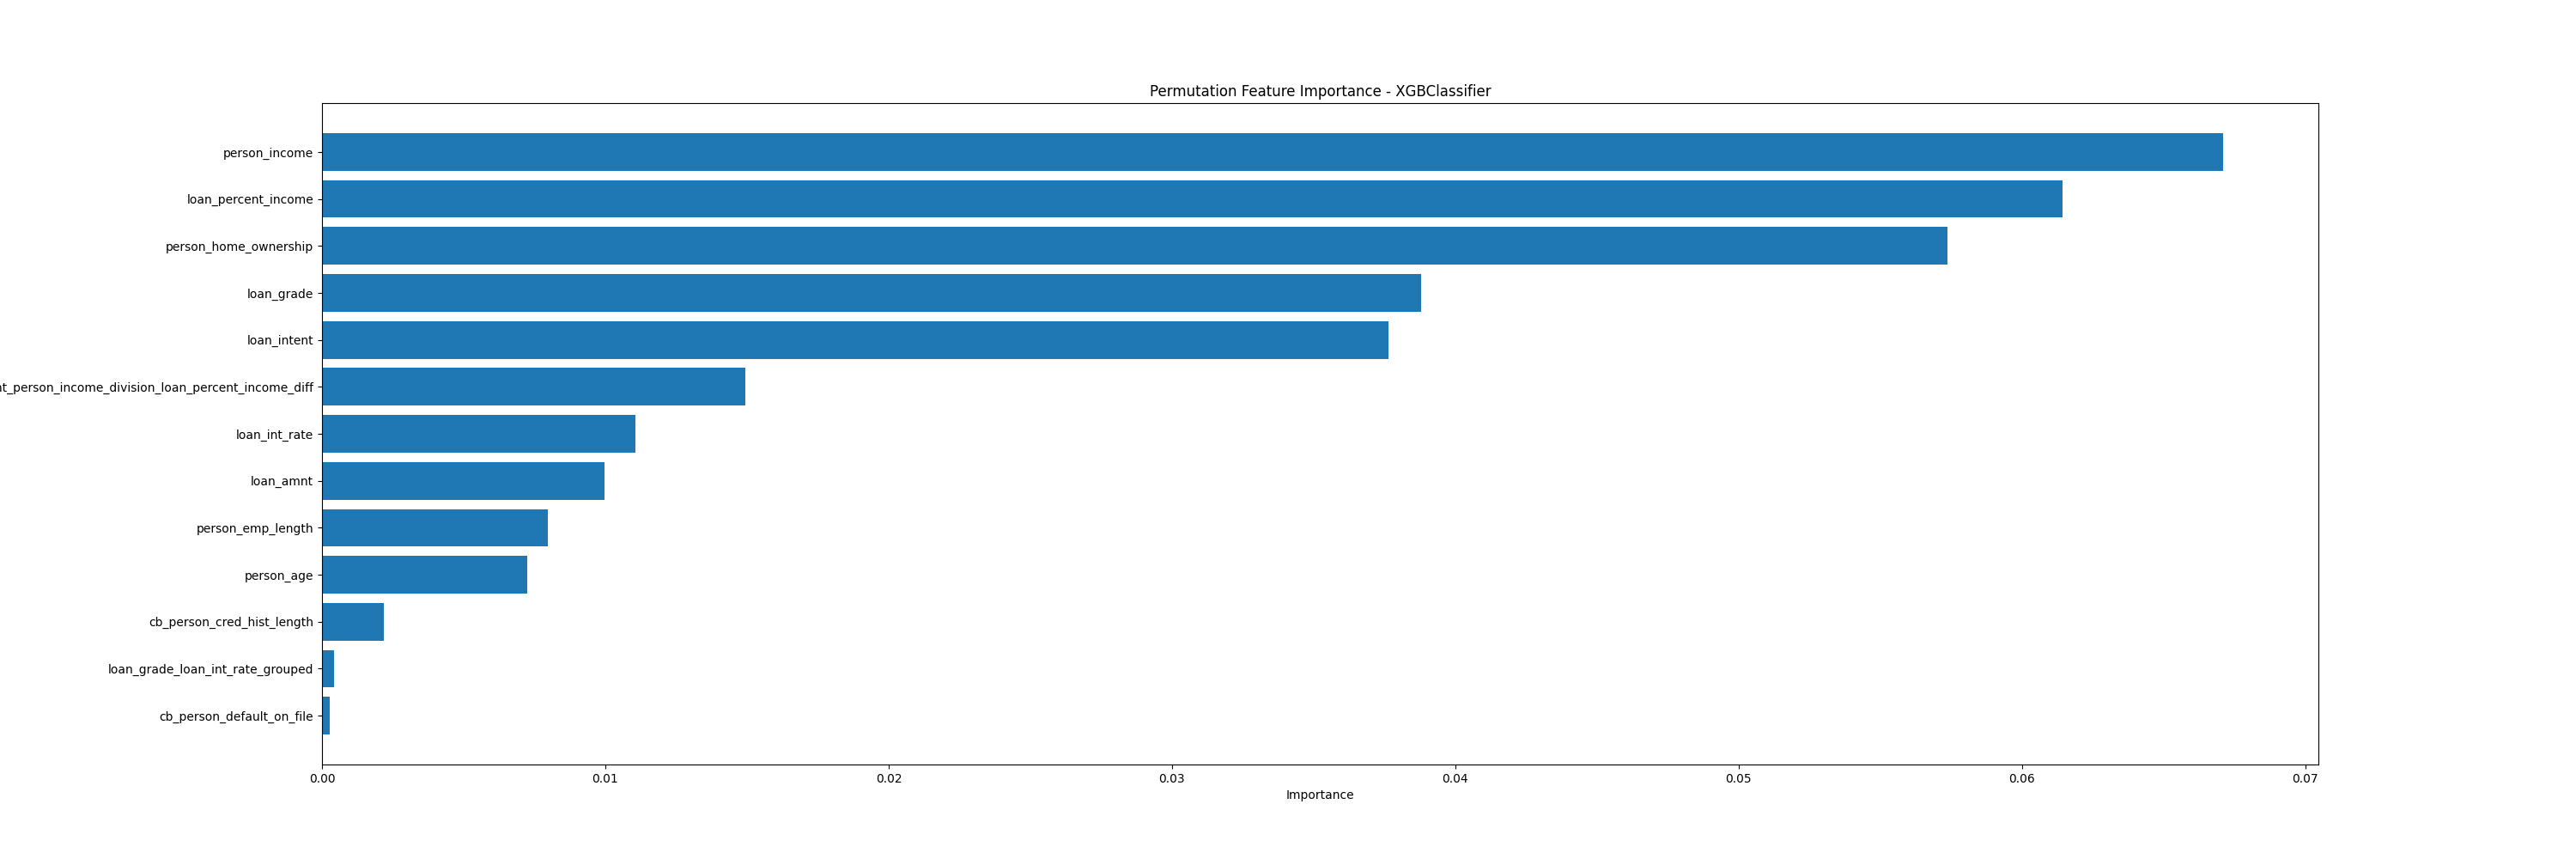 Permutation Feature Importance - XGBClassifier
person_income
loan_percent_income
person_home_ownership
loan_grade
loan_intent
t_person_income_division_loan_percent_income_diff
loan_int_rate
loan_amnt
person_emp_length
person_age
cb_person_cred_hist_length
loan_grade_loan_int_rate_grouped
cb_person_default_on_file
0.00 0.01 0.02 0.03 0.04 0.05 0.06 0.07
Importance